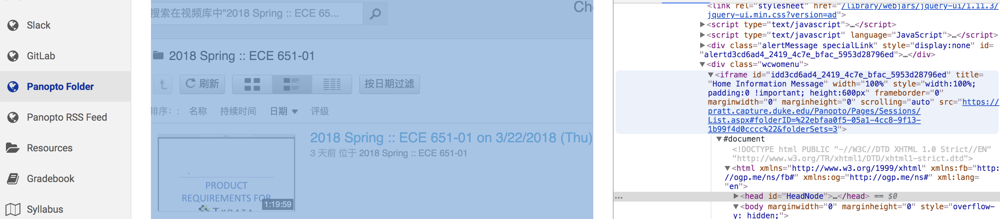 Slack
GitLab
Panopto Folder
Panopto RSS Feed
Resources
Gradebook
Syllabus
搜索在视频库中"2018 Spring :: ECE 65...
2018 Spring :: ECE 651-01
刷新
按日期过滤
排序: : 名称 持续时间 日期 评级
2018 Spring :: ECE 651-01 on 3/22/2018 (Thu)
3 天前 位于 2018 Spring :: ECE 651-01
PRODUCT
REQUIREMENTS FOR
1:19:59
<link rel="stylesheet" href="/library/webjars/jquery-ui/1.11.3/
jquery-ui.min.css?version=ad">
▶<script type="text/javascript">…</script>
▶<script type="text/javascript" language="JavaScript">…</script>
▶<div class="alertMessage specialLink" style="display:none" id=
"alertd3cd6ad4_2419_4c7e_bfac_5953d28796ed">…</div>
▼<div class="wcwomenu">
▼<iframe id="idd3cd6ad4_2419_4c7e_bfac_5953d28796ed" title=
"Home Information Message" width="100%" style="width:100%;
padding:0 !important; height:600px" frameborder="0"
marginwidth="0" marginheight="0" scrolling="auto" src="https://
pratt.capture.duke.edu/Panopto/Pages/Sessions/
List.aspx#folderID=%22ebfaa0f5-05a1-4cc8-9f13-
1b99f4d0cccc%22&folderSets=3">
▼#document
<!DOCTYPE html PUBLIC "-//W3C//DTD XHTML 1.0 Strict//EN"
"http://www.w3.org/TR/xhtml1/DTD/xhtml1-strict.dtd">
▼<html xmlns="http://www.w3.org/1999/xhtml" xmlns:fb="http:
//ogp.me/ns/fb#" xmlns:og="http://ogp.me/ns#" xml:lang=
"en">
… ▶<head id="HeadNode">…</head> == $0
▼<body marginwidth="0" marginheight="0" style="overflow-
y: hidden;">